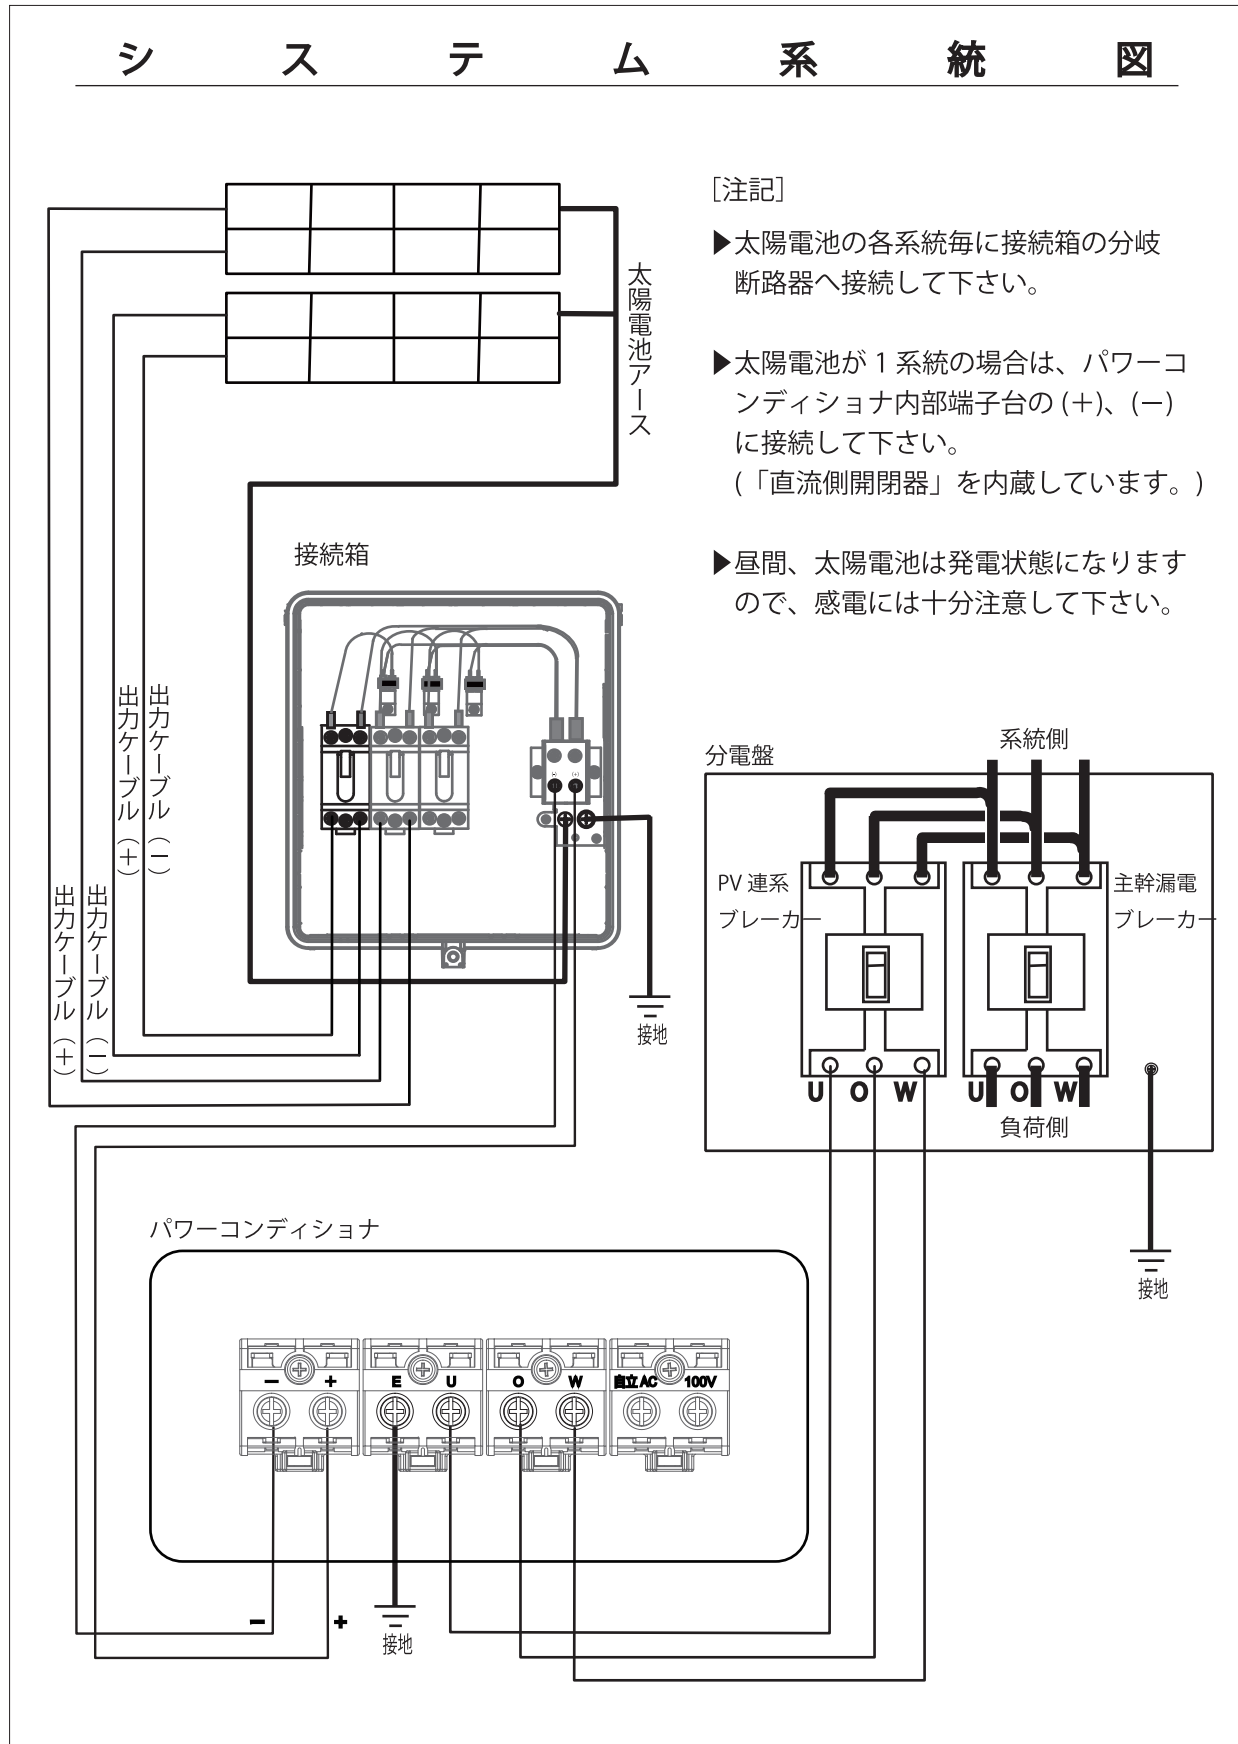 システム系統図
[注記]
▶太陽電池の各系統毎に接続箱の分岐
断路器へ接続して下さい。
▶太陽電池が1系統の場合は、パワーコ
ンディショナ内部端子台の(＋)、(－)
に接続して下さい。
(「直流側開閉器」を内蔵しています。)
▶昼間、太陽電池は発電状態になります
ので、感電には十分注意して下さい。
太陽電池アース
接続箱
出力ケーブル(＋)
出力ケーブル(－)
出力ケーブル(＋)
出力ケーブル(－)
(-)
(+)
接地
分電盤
系統側
PV連系
ブレーカー
主幹漏電
ブレーカー
U O W
U O W
負荷側
接地
パワーコンディショナ
－ ＋ E U O W 自立AC 100V
－ ＋
接地